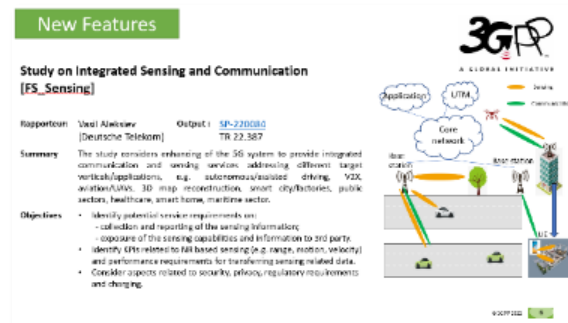 New Features
3GPP
A GLOBAL INITIATIVE
Study on Integrated Sensing and Communication
[FS_Sensing]
Rapporteur: Vasil Aleksiev Output: SP-220080
[Deutsche Telekom] TR 22.387
Summary The study considers enhancing of the 5G system to provide integrated
communication and sensing services addressing different target
verticals/applications, e.g. autonomous/assisted driving, V2X,
aviation/UAVs, 3D map reconstruction, smart city/factories, public
sectors, healthcare, smart home, maritime sector.
Objectives • Identify potential service requirements on:
- collection and reporting of the sensing information;
- exposure of the sensing capabilities and information to 3rd party.
• Identify KPIs related to NR based sensing (e.g. range, motion, velocity)
and performance requirements for transferring sensing related data.
• Consider aspects related to security, privacy, regulatory requirements
and charging.
Sensing
Communication
Application
UTM
Core
network
Base
station
Base station
UE
© 3GPP 2022